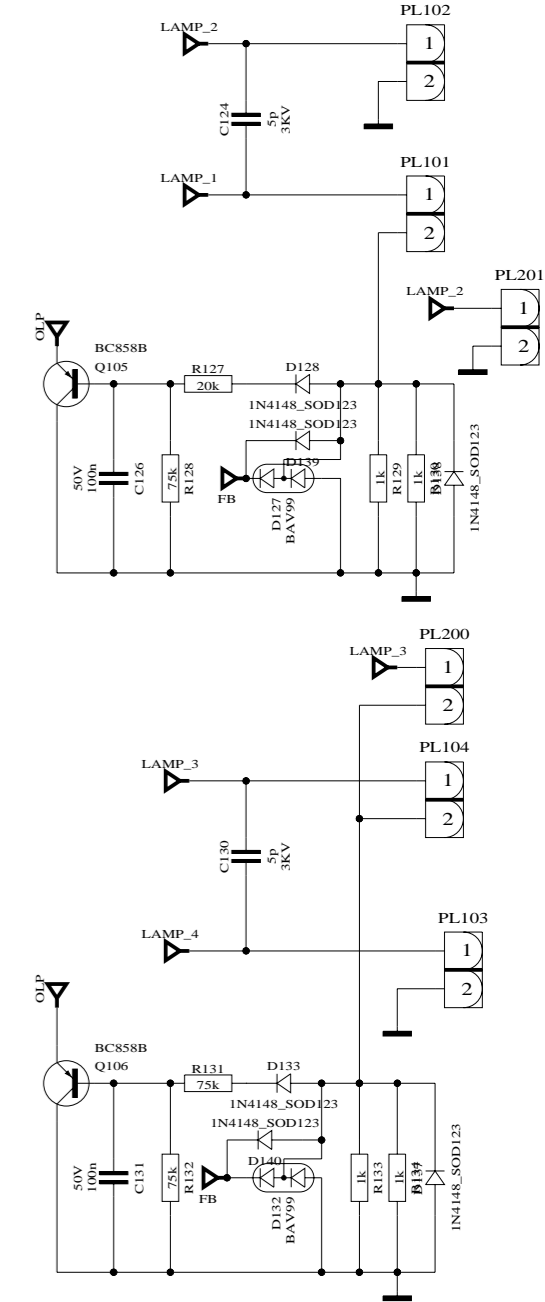 PL102
LAMP_2
1
2
C124
5p
3KV
PL101
LAMP_1
1
2
PL201
LAMP_2
1
2
OLP
BC858B
Q105
R127
20k
D128
1N4148_SOD123
1N4148_SOD123
D139
50V
100n
C126
75k
R128
FB
D127
BAV99
1k
R129
1k
R130
1N4148_SOD123
PL200
LAMP_3
1
2
PL104
LAMP_3
1
2
C130
5p
3KV
PL103
LAMP_4
1
2
OLP
BC858B
Q106
R131
75k
D133
1N4148_SOD123
1N4148_SOD123
D140
50V
100n
C131
75k
R132
FB
D132
BAV99
1k
R133
1k
R134
1N4148_SOD123